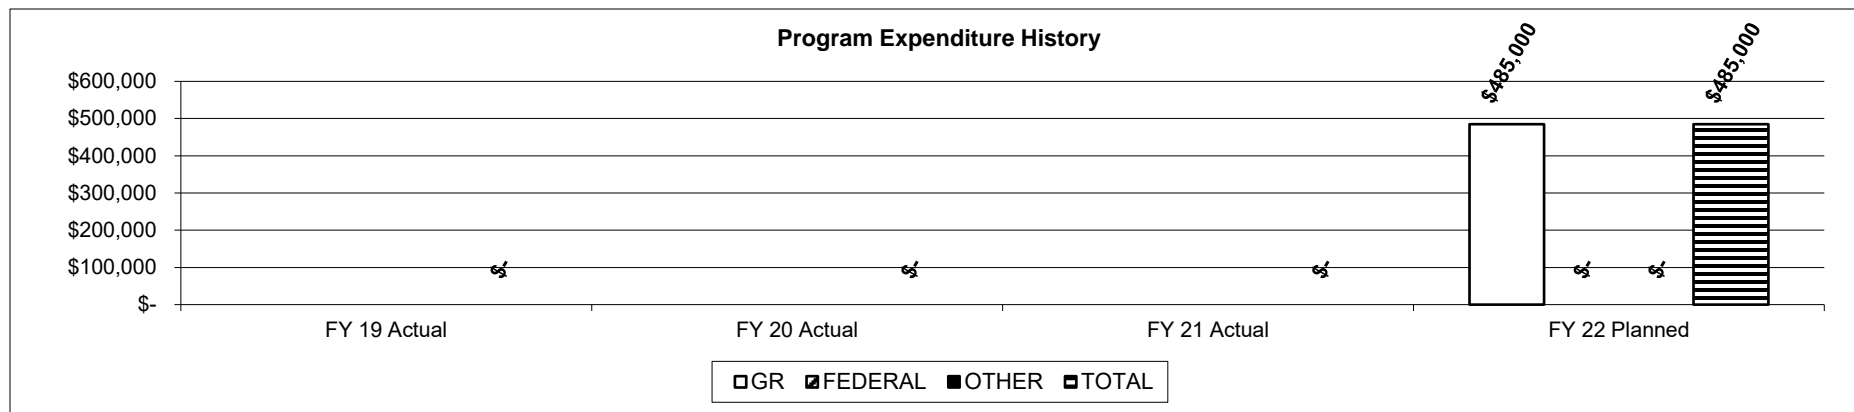 Program Expenditure History
$485,000
$485,000
$600,000
$500,000
$400,000
$300,000
$200,000
$100,000
$-
$-
$-
$-
$-
$-
FY 19 Actual
FY 20 Actual
FY 21 Actual
FY 22 Planned
GR FEDERAL OTHER TOTAL